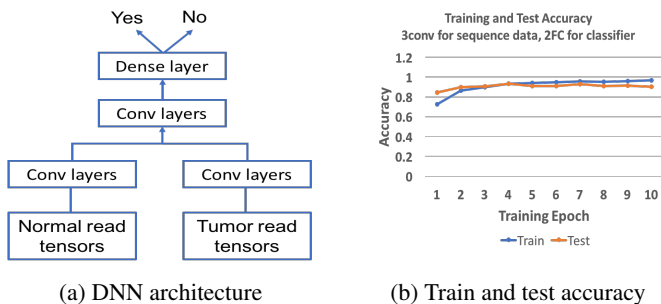 Yes No
Dense layer
Conv layers
Conv layers Conv layers
Normal read
tensors
Tumor read
tensors
(a) DNN architecture
Training and Test Accuracy
3conv for sequence data, 2FC for classifier
Accuracy
1.2
1
0.8
0.6
0.4
0.2
0
1 2 3 4 5 6 7 8 9 10
Training Epoch
Train Test
(b) Train and test accuracy